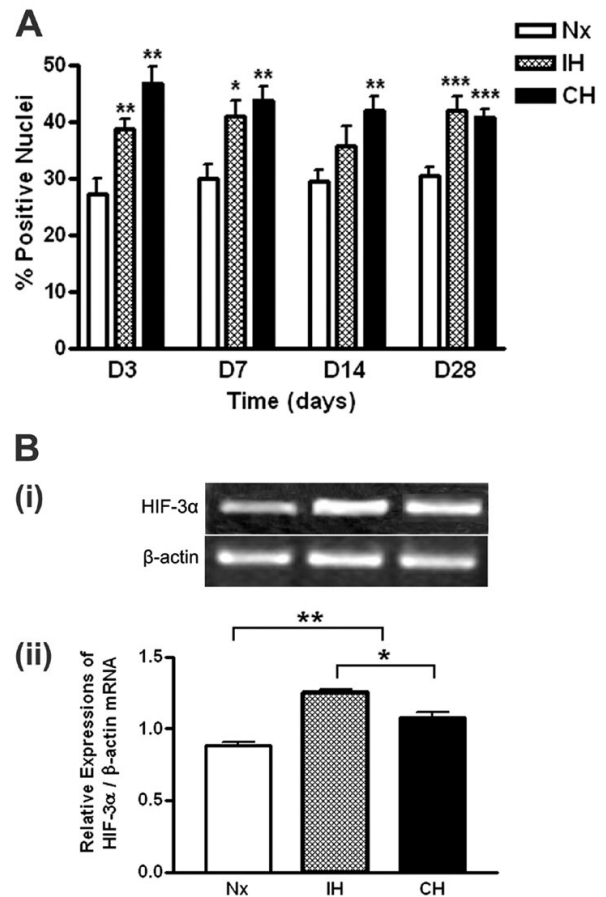 A
Nx
IH
CH
% Positive Nuclei
50
40
30
20
10
0
** ** * ** ** *** ***
D3 D7 D14 D28
Time (days)
B
(i)
HIF-3α
β-actin
(ii)
Relative Expressions of
HIF-3α / β-actin mRNA
**
*
1.5
1.0
0.5
0.0
Nx IH CH